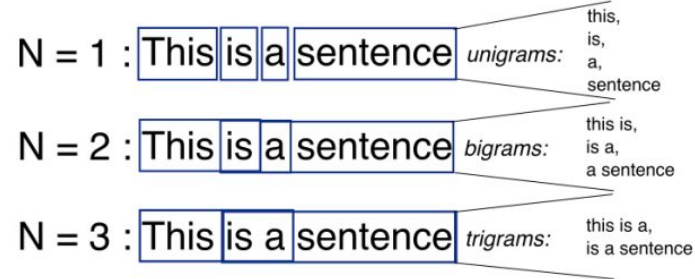 N = 1 : This is a sentence unigrams:
this,
is,
a,
sentence
N = 2 : This is a sentence bigrams:
this is,
is a,
a sentence
N = 3 : This is a sentence trigrams:
this is a,
is a sentence